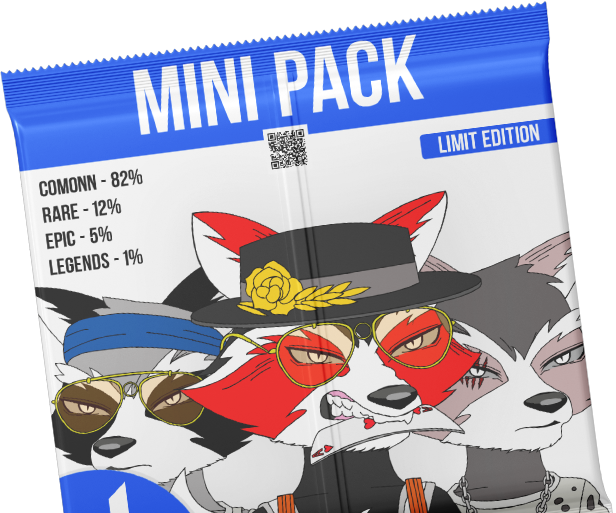 MINI PACK
LIMIT EDITION
COMONN - 82%
RARE - 12%
EPIC - 5%
LEGENDS - 1%